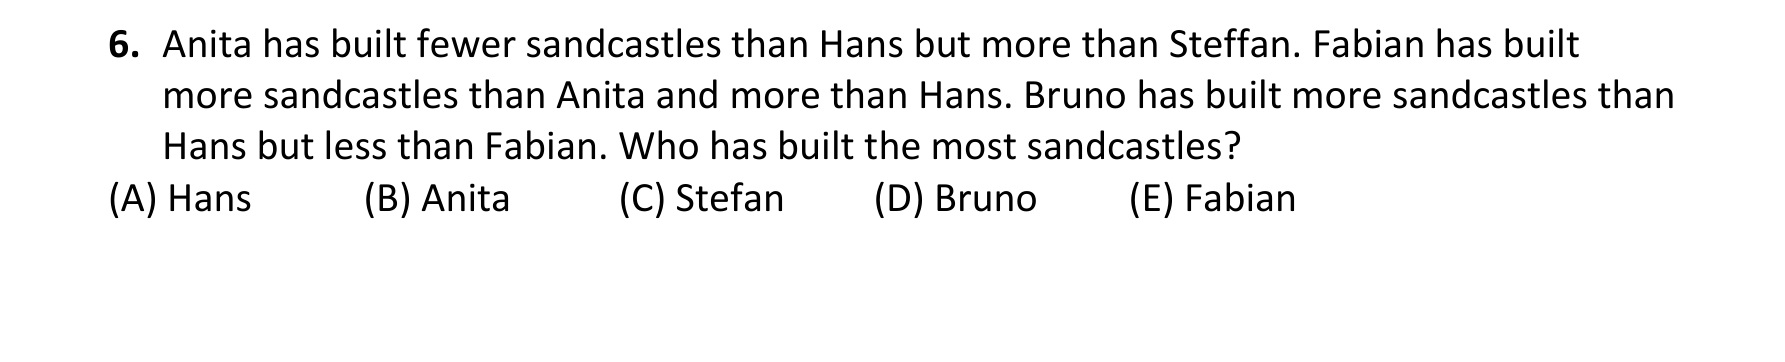 6. Anita has built fewer sandcastles than Hans but more than Steffan. Fabian has built
more sandcastles than Anita and more than Hans. Bruno has built more sandcastles than
Hans but less than Fabian. Who has built the most sandcastles?
(A) Hans (B) Anita (C) Stefan (D) Bruno (E) Fabian